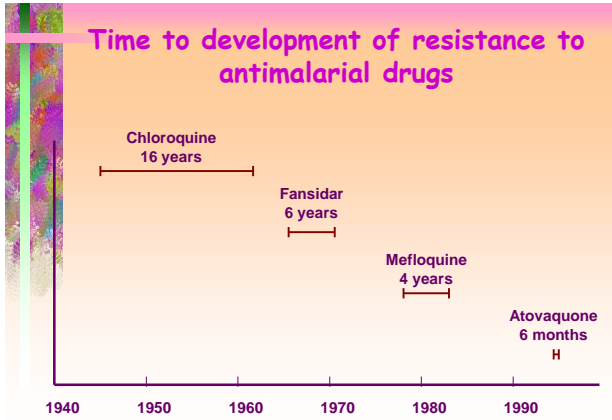 Time to development of resistance to
antimalarial drugs
Chloroquine
16 years
Fansidar
6 years
Mefloquine
4 years
Atovaquone
6 months
1940 1950 1960 1970 1980 1990